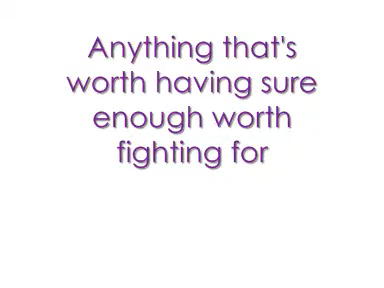 Anything that's
worth having sure
enough worth
fighting for